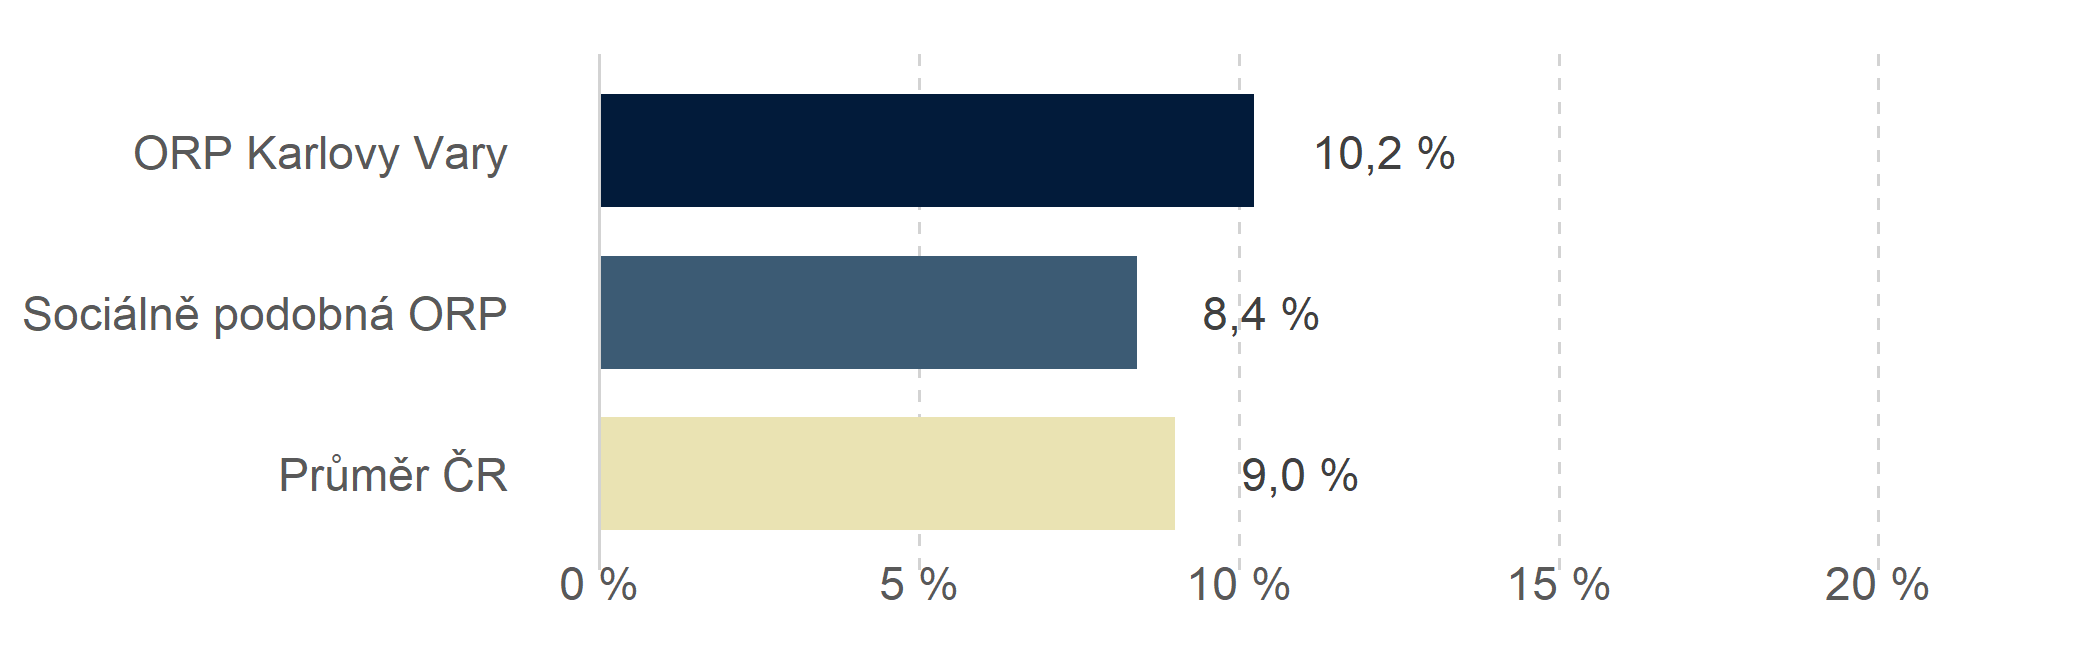 ORP Karlovy Vary 10,2 %
Sociálně podobná ORP 8,4 %
Průměr ČR 9,0 %
0 % 5 % 10 % 15 % 20 %